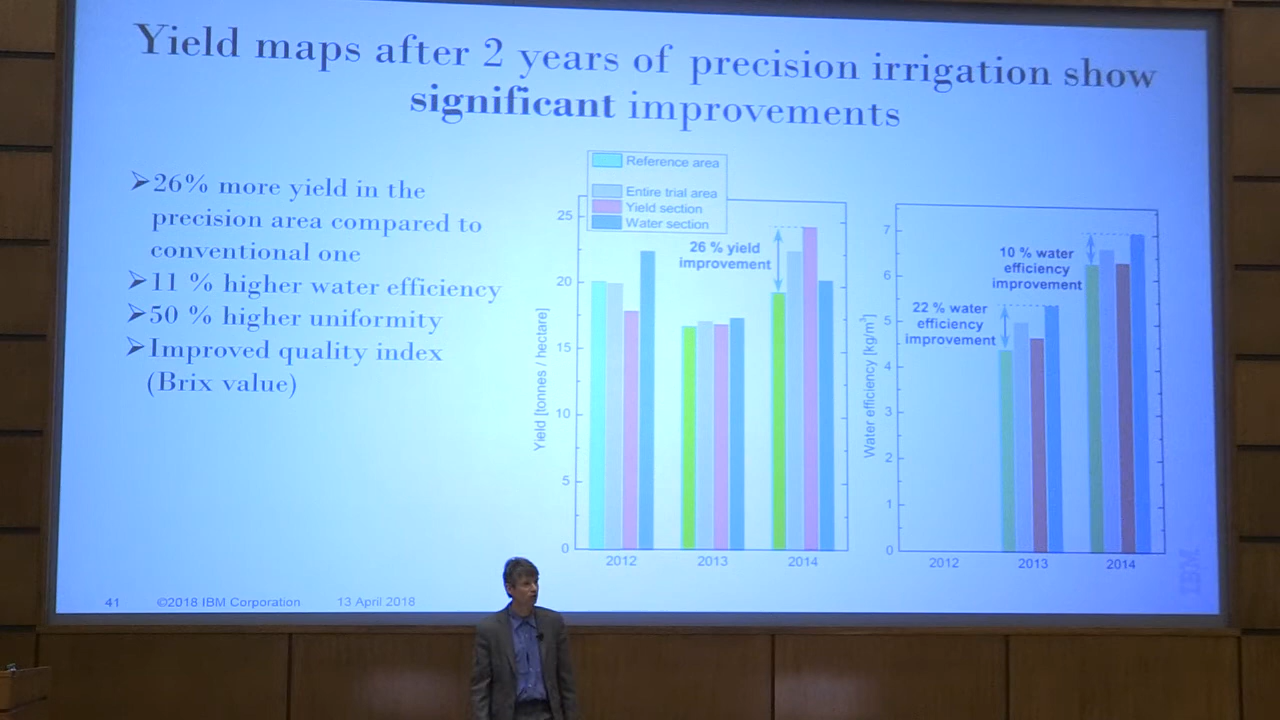 Yield maps after 2 years of precision irrigation show
significant improvements
➢26% more yield in the
precision area compared to
conventional one
➢11 % higher water efficiency
➢50 % higher uniformity
➢Improved quality index
(Brix value)
Reference area
Entire trial area
Yield section
Water section
26 % yield
improvement
Yield [tonnes / hectare]
25
20
15
10
5
0
2012
2013
2014
10 % water
efficiency
improvement
22 % water
efficiency
improvement
Water efficiency [kg/m³]
7
6
5
4
3
2
1
0
2012
2013
2014
IBM
41
©2018 IBM Corporation
13 April 2018